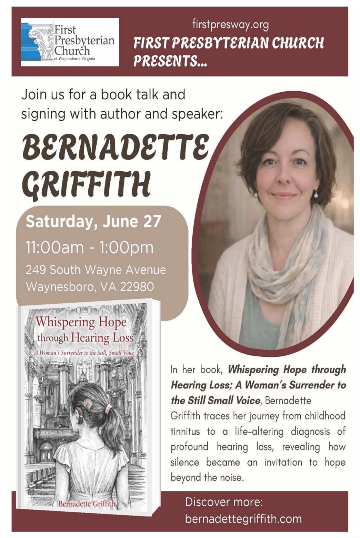 First
Presbyterian
Church
of Waynesboro, Virginia
firstpresway.org
FIRST PRESBYTERIAN CHURCH
PRESENTS...
Join us for a book talk and
signing with author and speaker:
BERNADETTE
GRIFFITH
Saturday, June 27
11:00am - 1:00pm
249 South Wayne Avenue
Waynesboro, VA 22980
Whispering Hope
through Hearing Loss
A Woman's Surrender to the Still, Small Voice
Bernadette Griffith
In her book, Whispering Hope through
Hearing Loss; A Woman's Surrender to
the Still Small Voice, Bernadette
Griffith traces her journey from childhood
tinnitus to a life-altering diagnosis of
profound hearing loss, revealing how
silence became an invitation to hope
beyond the noise.
Discover more:
bernadettegriffith.com